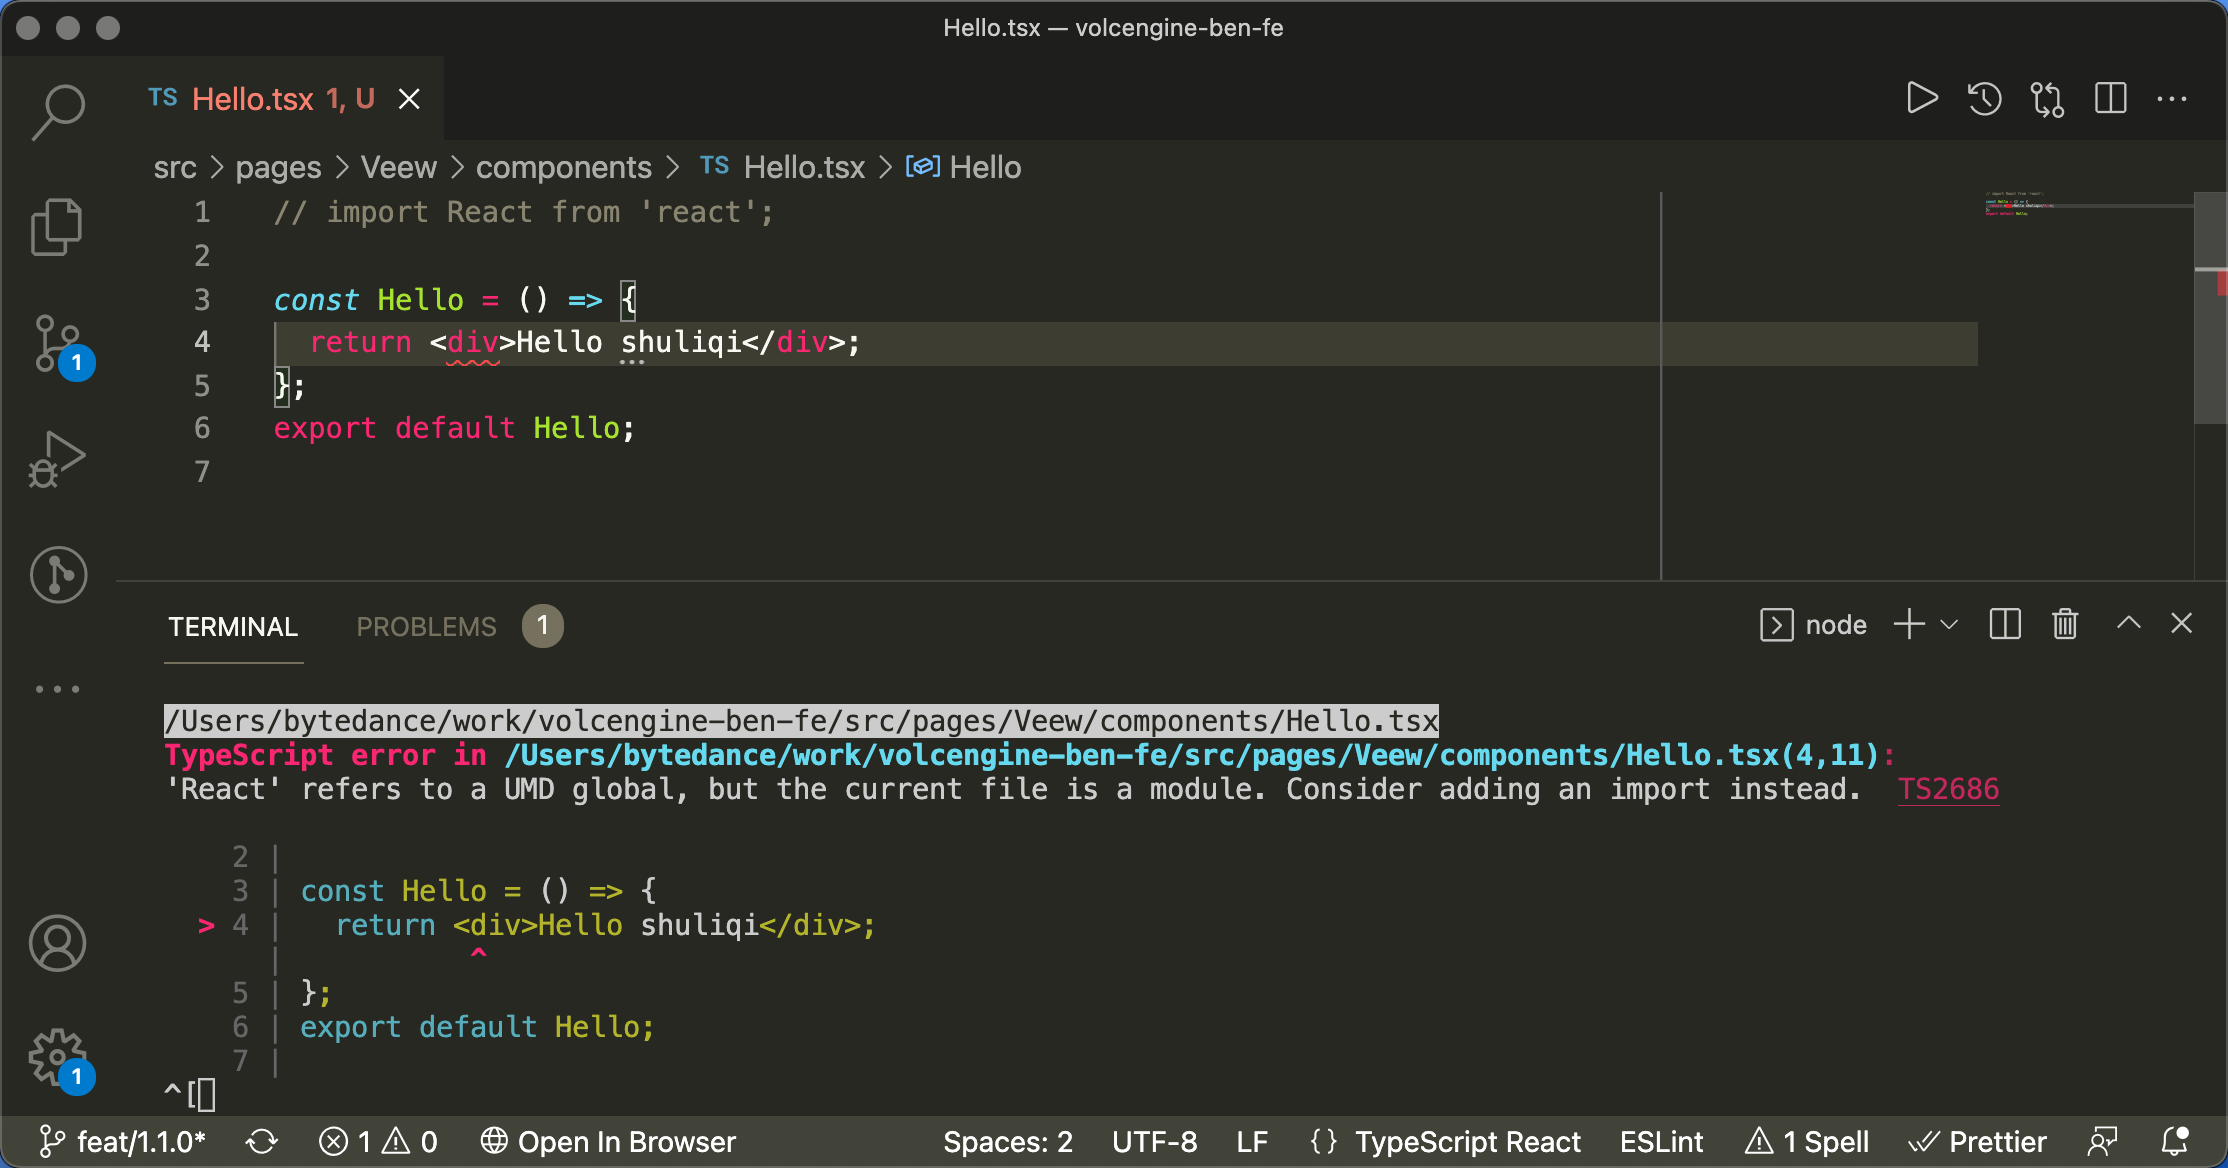 Hello.tsx — volcengine-ben-fe
TS Hello.tsx 1, U
src > pages > Veew > components > TS Hello.tsx > Hello
1 // import React from 'react';
2
3 const Hello = () => {
4 return <div>Hello shuliqi</div>;
5 };
6 export default Hello;
7
1
TERMINAL PROBLEMS 1 node
/Users/bytedance/work/volcengine-ben-fe/src/pages/Veew/components/Hello.tsx
TypeScript error in /Users/bytedance/work/volcengine-ben-fe/src/pages/Veew/components/Hello.tsx(4,11):
'React' refers to a UMD global, but the current file is a module. Consider adding an import instead. TS2686
2 |
3 | const Hello = () => {
> 4 | return <div>Hello shuliqi</div>;
| ^
5 | };
6 | export default Hello;
7 |
^[
1
feat/1.1.0* 1 0 Open In Browser Spaces: 2 UTF-8 LF {} TypeScript React ESLint 1 Spell Prettier